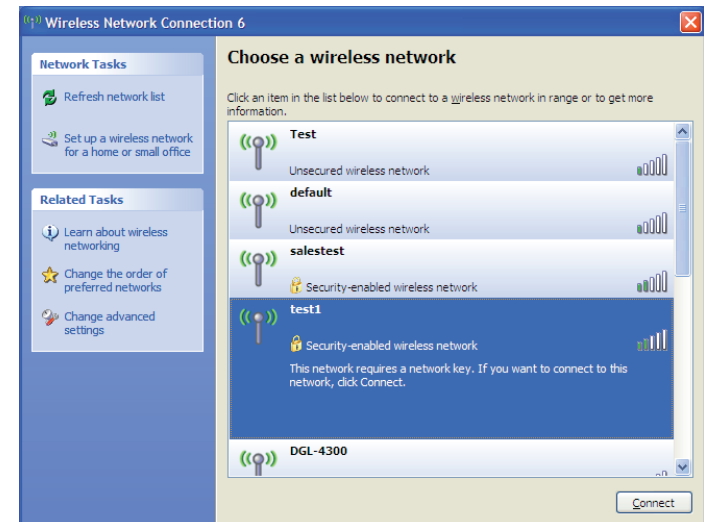 Wireless Network Connection 6
Network Tasks
Refresh network list
Set up a wireless network
for a home or small office
Related Tasks
Learn about wireless
networking
Change the order of
preferred networks
Change advanced
settings
Choose a wireless network
Click an item in the list below to connect to a wireless network in range or to get more
information.
Test
Unsecured wireless network
default
Unsecured wireless network
salestest
Security-enabled wireless network
test1
Security-enabled wireless network
This network requires a network key. If you want to connect to this
network, click Connect.
DGL-4300
Connect